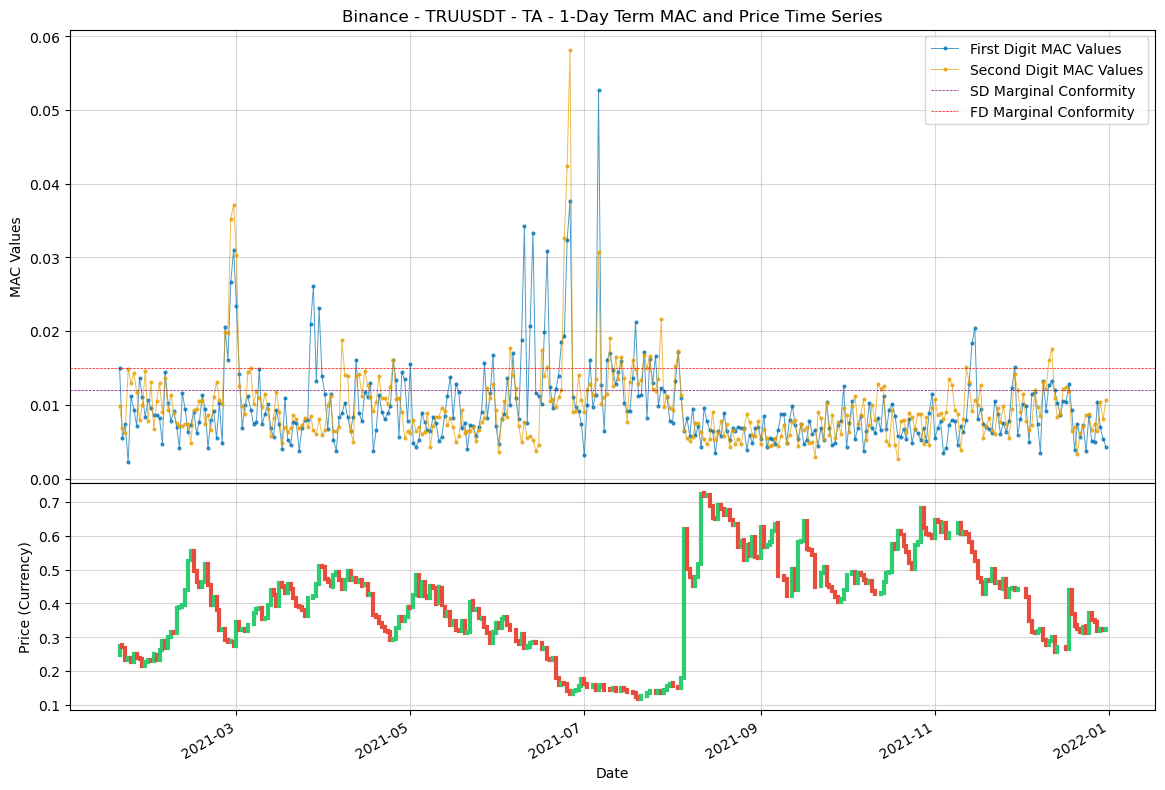 Binance - TRUUSDT - TA - 1-Day Term MAC and Price Time Series
First Digit MAC Values
Second Digit MAC Values
SD Marginal Conformity
FD Marginal Conformity
MAC Values
0.06
0.05
0.04
0.03
0.02
0.01
0.00
Price (Currency)
0.7
0.6
0.5
0.4
0.3
0.2
0.1
2021-03
2021-05
2021-07
2021-09
2021-11
2022-01
Date